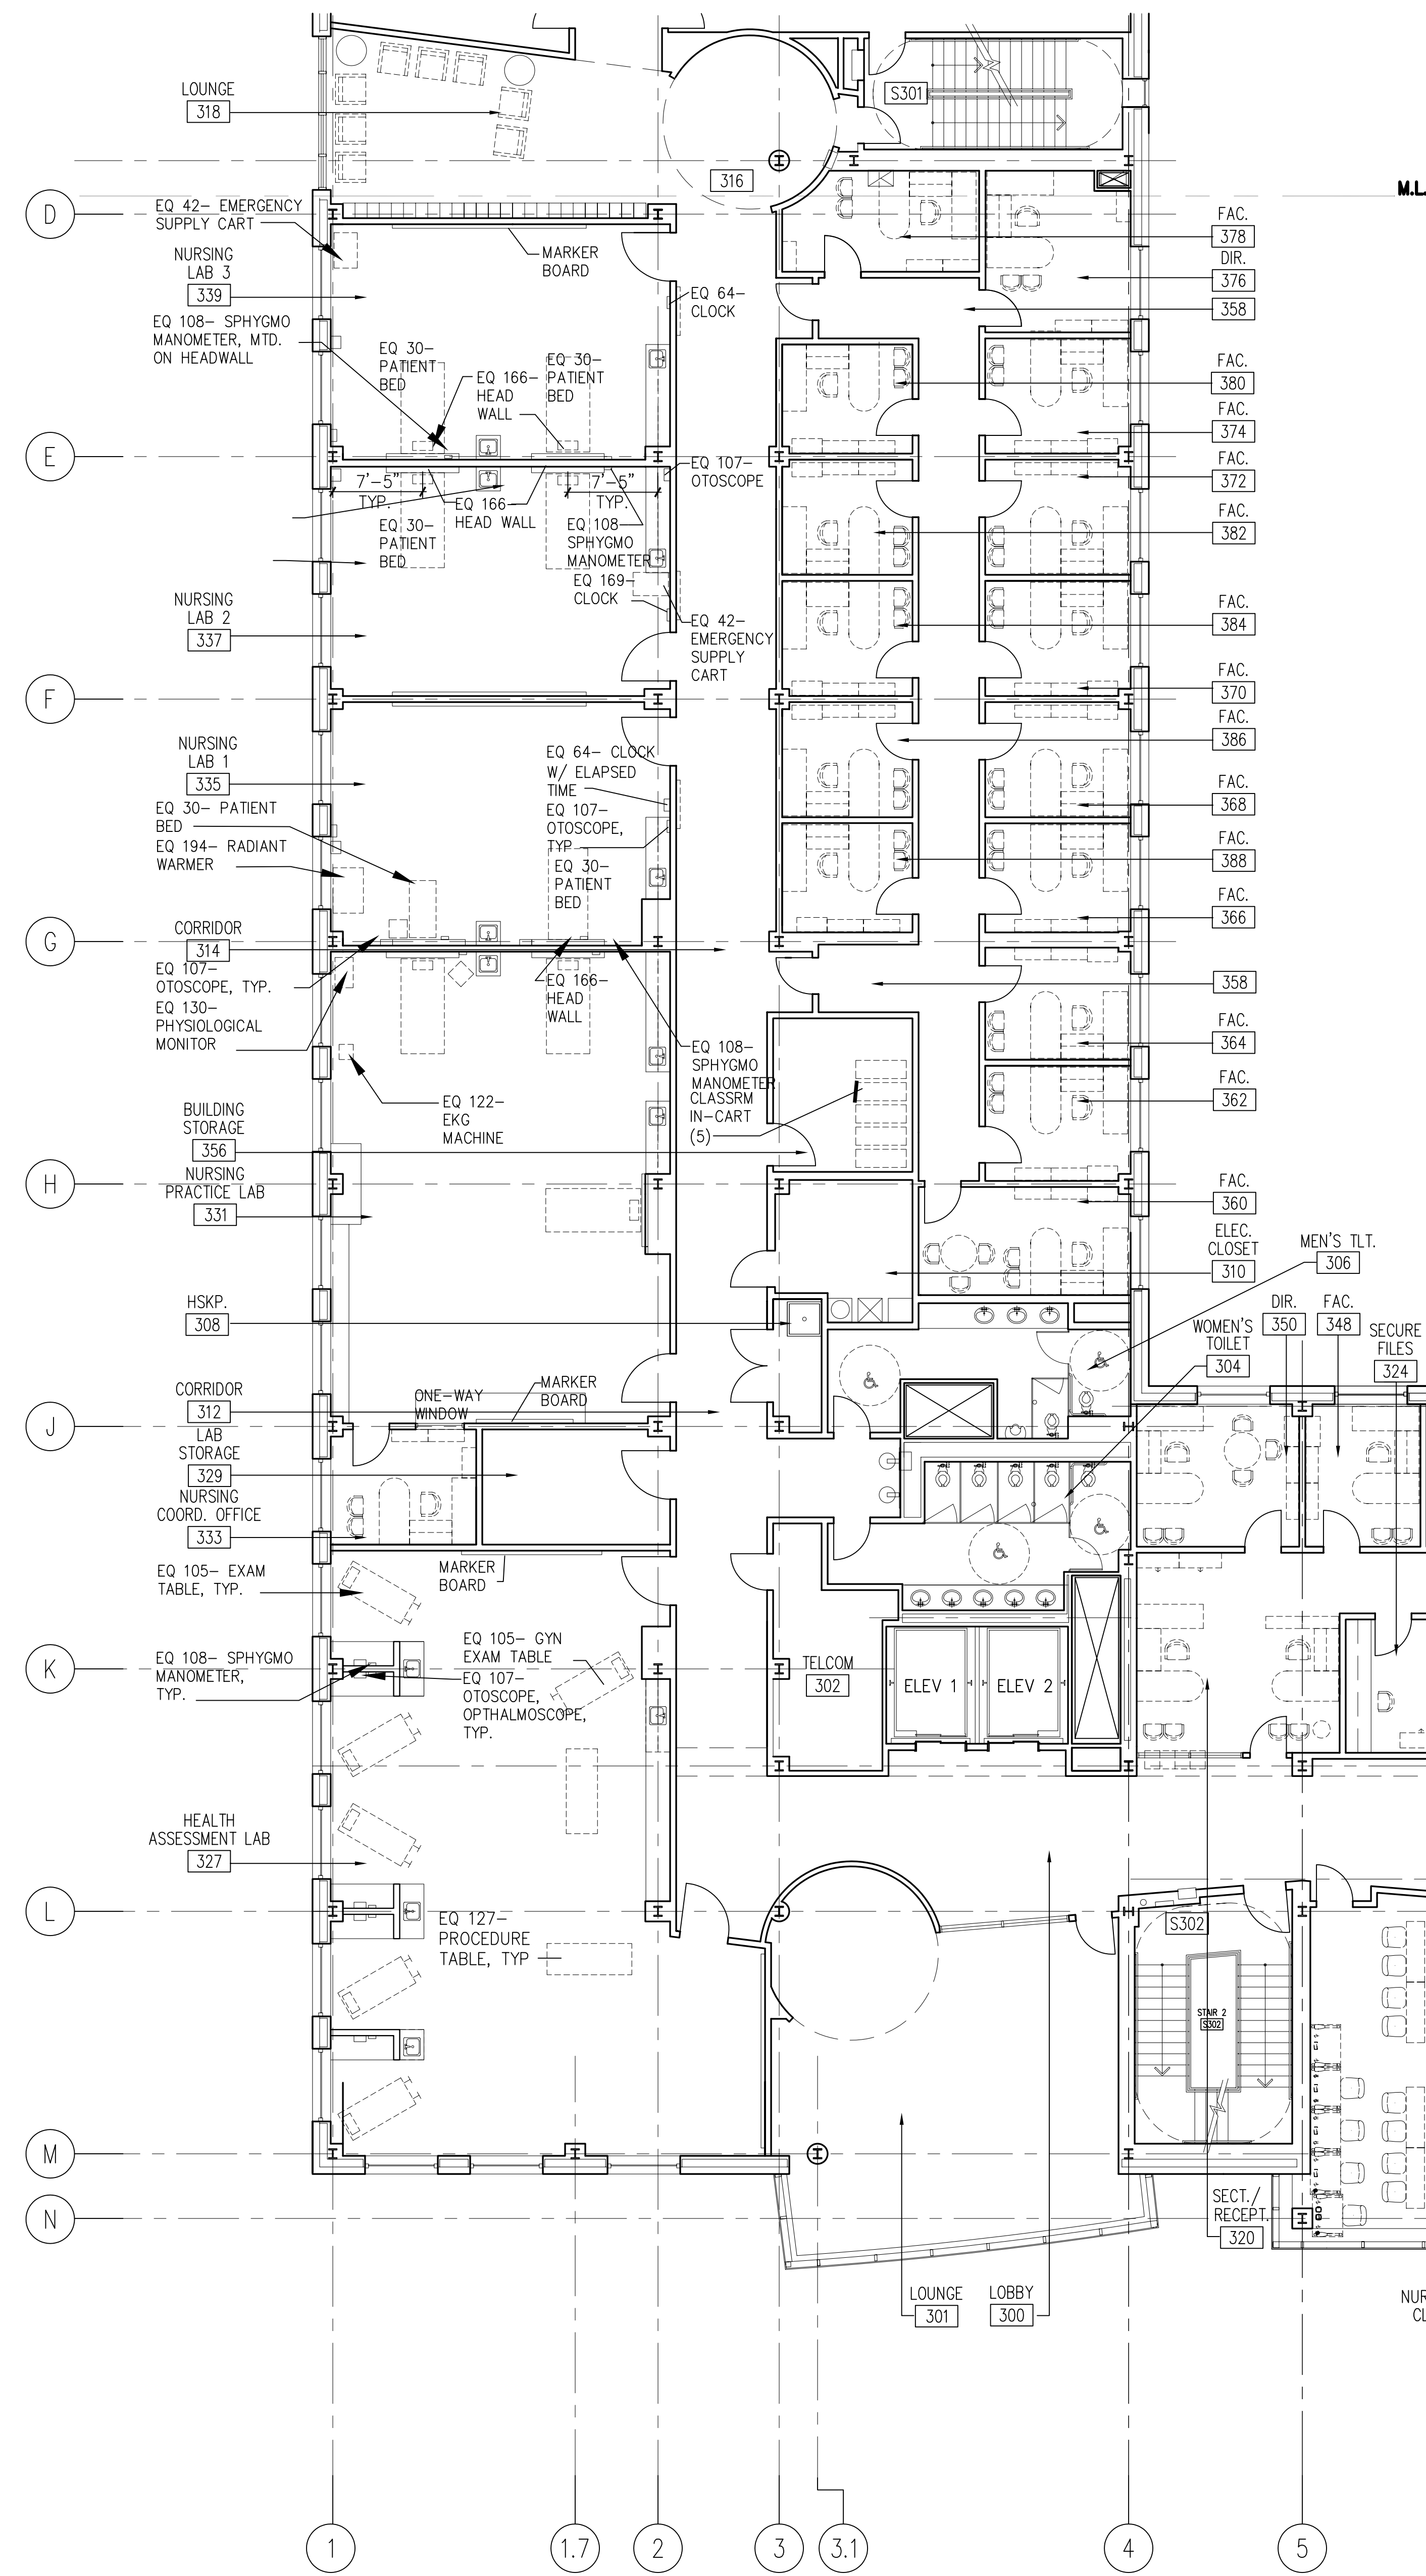 LOUNGE
318
S301
316
M.L.
D
EQ 42- EMERGENCY
SUPPLY CART
NURSING
LAB 3
339
MARKER
BOARD
FAC.
378
DIR.
376
358
EQ 64-
CLOCK
EQ 108- SPHYGMO
MANOMETER, MTD.
ON HEADWALL
EQ 30-
PATIENT
BED
EQ 166-
HEAD
WALL
EQ 30-
PATIENT
BED
FAC.
380
FAC.
374
E
7'-5"
TYP.
EQ 166-
HEAD WALL
7'-5"
TYP.
EQ 107-
OTOSCOPE
FAC.
372
EQ 30-
PATIENT
BED
EQ 108-
SPHYGMO
MANOMETER
FAC.
382
EQ 169-
CLOCK
NURSING
LAB 2
337
EQ 42-
EMERGENCY
SUPPLY
CART
FAC.
384
F
FAC.
370
FAC.
386
NURSING
LAB 1
335
EQ 64- CLOCK
W/ ELAPSED
TIME
EQ 107-
OTOSCOPE,
TYP
FAC.
368
EQ 30- PATIENT
BED
EQ 194- RADIANT
WARMER
EQ 30-
PATIENT
BED
FAC.
388
FAC.
366
G
CORRIDOR
314
EQ 107-
OTOSCOPE, TYP.
EQ 130-
PHYSIOLOGICAL
MONITOR
EQ 166-
HEAD
WALL
358
FAC.
364
EQ 108-
SPHYGMO
MANOMETER
CLASSRM
IN-CART
(5)
EQ 122-
EKG
MACHINE
FAC.
362
BUILDING
STORAGE
356
H
NURSING
PRACTICE LAB
331
FAC.
360
ELEC.
CLOSET
310
MEN'S TLT.
306
HSKP.
308
DIR.
350
FAC.
348
WOMEN'S
TOILET
304
SECURE
FILES
324
CORRIDOR
312
ONE-WAY
WINDOW
MARKER
BOARD
J
LAB
STORAGE
329
NURSING
COORD. OFFICE
333
EQ 105- EXAM
TABLE, TYP.
MARKER
BOARD
K
EQ 108- SPHYGMO
MANOMETER,
TYP.
EQ 105- GYN
EXAM TABLE
EQ 107-
OTOSCOPE,
OPTHALMOSCOPE,
TYP.
TELCOM
302
ELEV 1
ELEV 2
HEALTH
ASSESSMENT LAB
327
L
EQ 127-
PROCEDURE
TABLE, TYP
S302
STAIR 2
S302
M
N
SECT./
RECEPT.
320
LOUNGE
301
LOBBY
300
NUR
CL
1
1.7
2
3
3.1
4
5